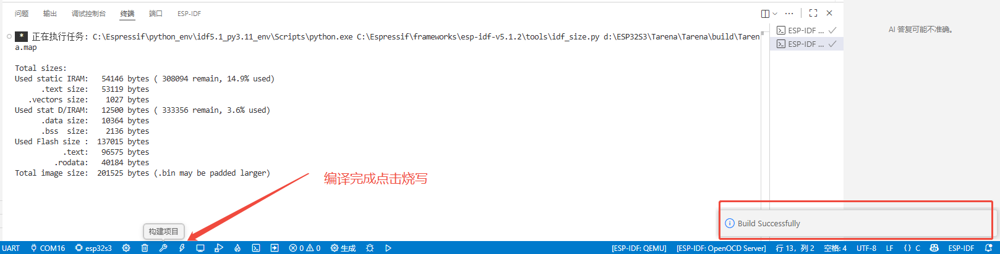 问题 输出 调试控制台 终端 端口 ESP-IDF
* 正在执行任务: C:\Espressif\python_env\idf5.1_py3.11_env\Scripts\python.exe C:\Espressif\frameworks\esp-idf-v5.1.2\tools\idf_size.py d:\ESP32S3\Tarena\Tarena\build\Taren
a.map
ESP-IDF ...
ESP-IDF ...
AI 答复可能不准确。
Total sizes:
Used static IRAM: 54146 bytes ( 308094 remain, 14.9% used)
.text size: 53119 bytes
.vectors size: 1027 bytes
Used stat D/IRAM: 12500 bytes ( 333356 remain, 3.6% used)
.data size: 10364 bytes
.bss size: 2136 bytes
Used Flash size : 137015 bytes
.text: 96575 bytes
.rodata: 40184 bytes
Total image size: 201525 bytes (.bin may be padded larger)
编译完成点击烧写
Build Successfully
构建项目
UART COM16 esp32s3 0 0 生成 [ESP-IDF: QEMU] [ESP-IDF: OpenOCD Server] 行 13，列 2 空格: 4 UTF-8 LF {} C ESP-IDF